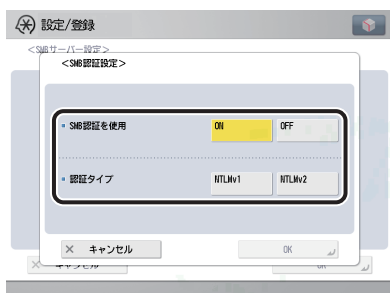 設定/登録
<SMBサーバー設定>
<SMB認証設定>
SMB認証を使用 ON OFF
認証タイプ NTLMv1 NTLMv2
× キャンセル OK
× キャンセル OK